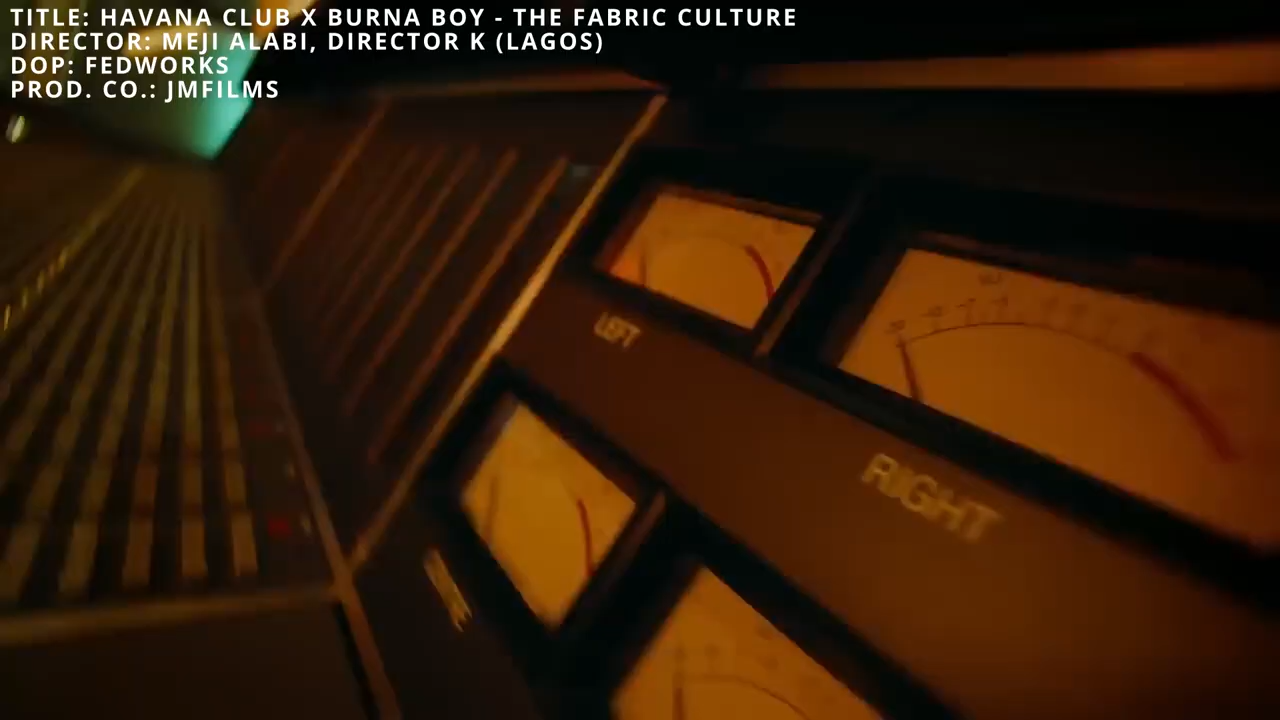 TITLE: HAVANA CLUB X BURNA BOY - THE FABRIC CULTURE
DIRECTOR: MEJI ALABI, DIRECTOR K (LAGOS)
DOP: FEDWORKS
PROD. CO.: JMFILMS
LEFT
RIGHT